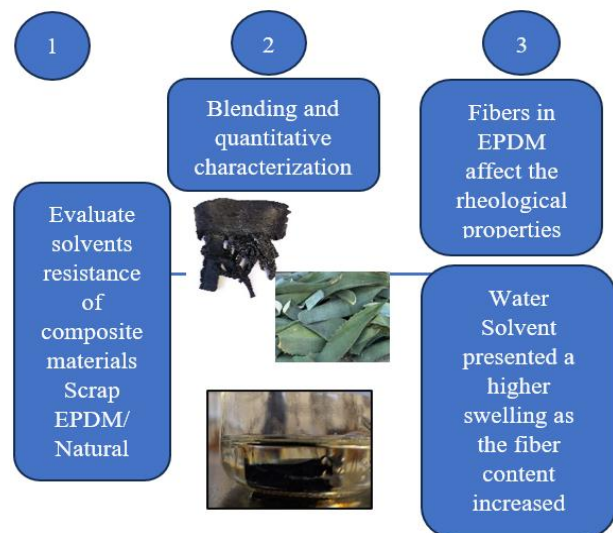 1
2
3
Evaluate
solvents
resistance
of
composite
materials
Scrap
EPDM/
Natural
Blending and
quantitative
characterization
Fibers in
EPDM
affect the
rheological
properties
Water
Solvent
presented a
higher
swelling as
the fiber
content
increased